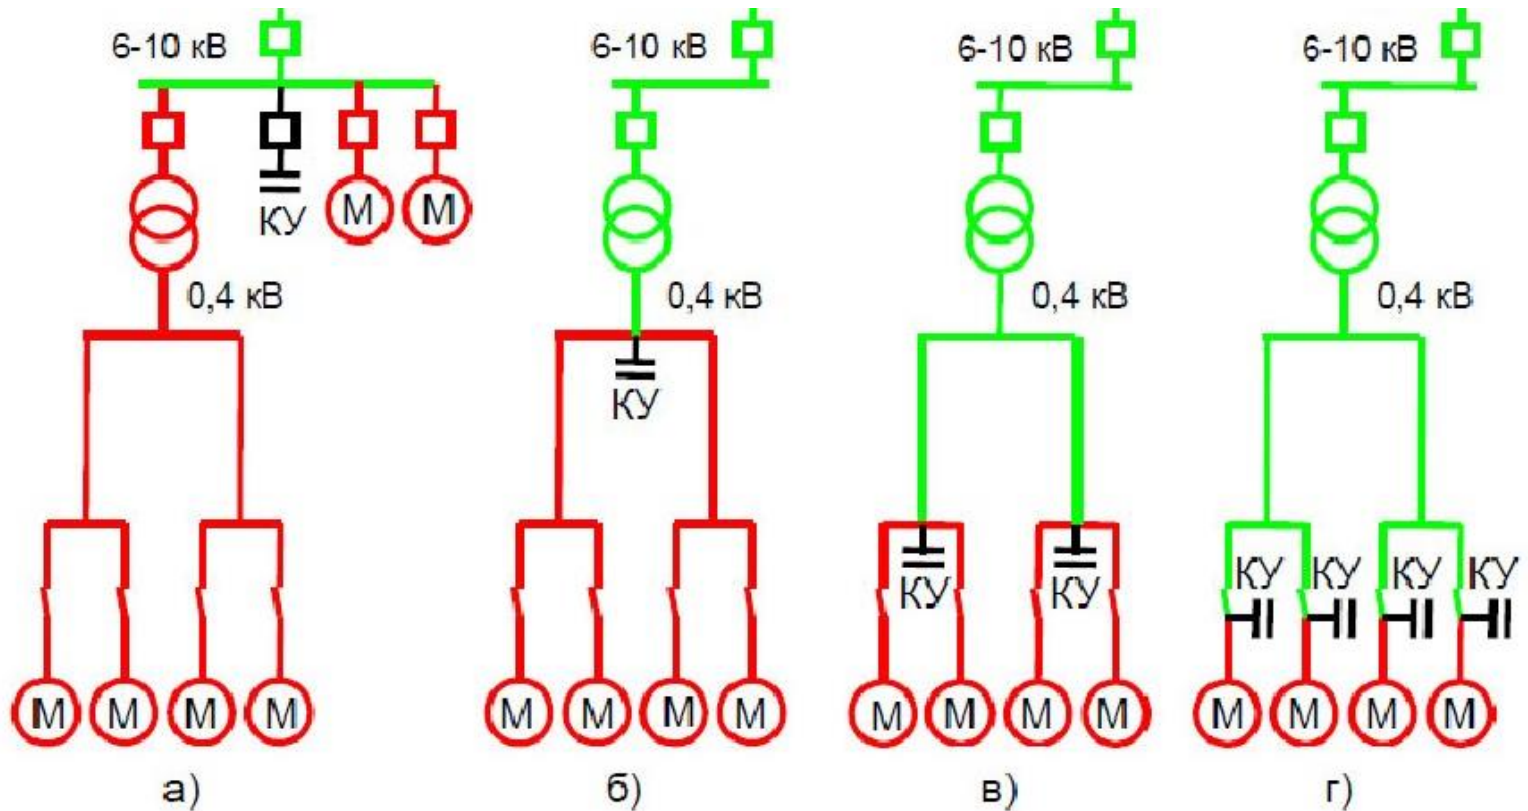 6-10 кВ 6-10 кВ 6-10 кВ 6-10 кВ
КУ М М
0,4 кВ 0,4 кВ 0,4 кВ 0,4 кВ
КУ
КУ КУ КУ КУ КУ КУ
М М М М М М М М М М М М М М М М
а) б) в) г)